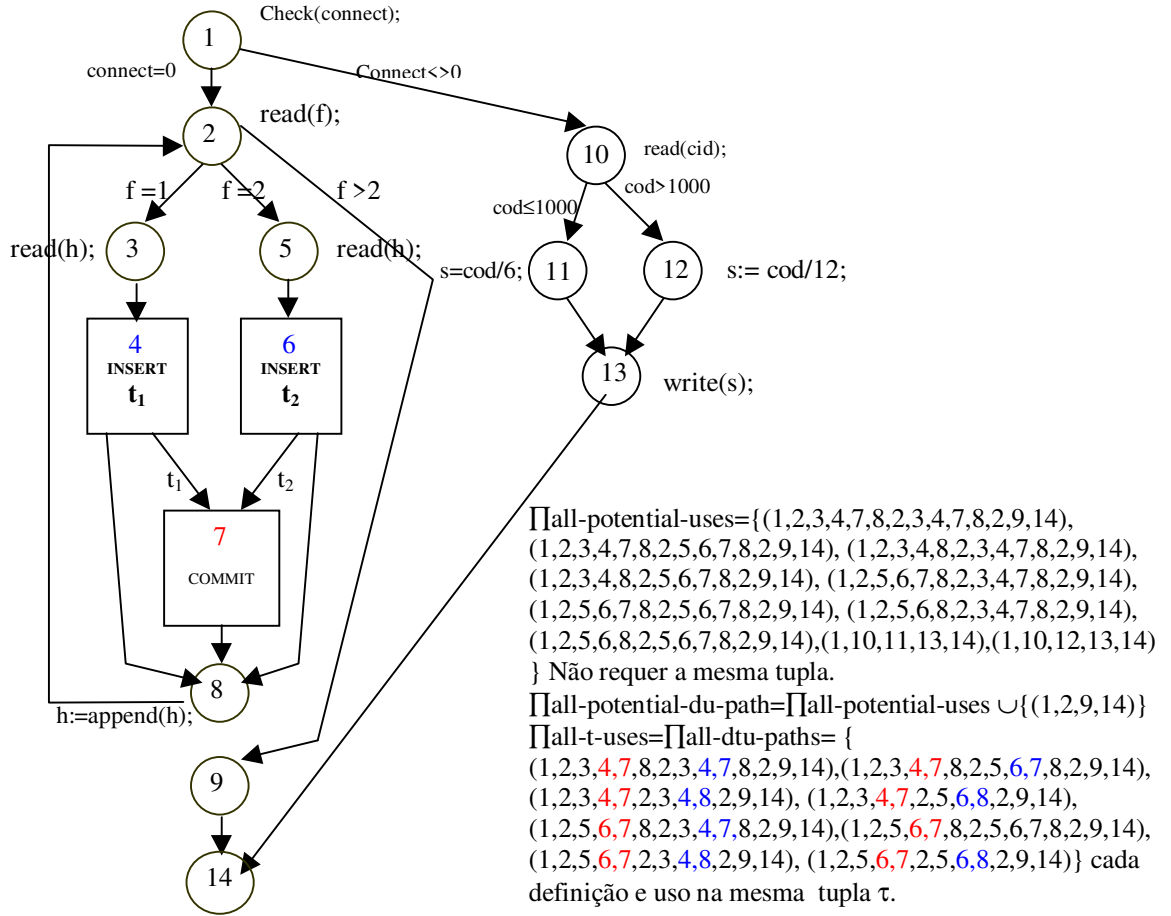 Check(connect);
1
connect=0
Connect<>0
read(f);
2
10
read(cid);
f =1
f =2
f >2
cod≤1000
cod>1000
read(h);
3
5
read(h);
s=cod/6;
11
12
s:= cod/12;
4
INSERT
t₁
6
INSERT
t₂
13
write(s);
t₁
t₂
7
COMMIT
8
h:=append(h);
9
14
∏all-potential-uses={(1,2,3,4,7,8,2,3,4,7,8,2,9,14),
(1,2,3,4,7,8,2,5,6,7,8,2,9,14), (1,2,3,4,8,2,3,4,7,8,2,9,14),
(1,2,3,4,8,2,5,6,7,8,2,9,14), (1,2,5,6,7,8,2,3,4,7,8,2,9,14),
(1,2,5,6,7,8,2,5,6,7,8,2,9,14), (1,2,5,6,8,2,3,4,7,8,2,9,14),
(1,2,5,6,8,2,5,6,7,8,2,9,14),(1,10,11,13,14),(1,10,12,13,14)
} Não requer a mesma tupla.
∏all-potential-du-path=∏all-potential-uses ∪{(1,2,9,14)}
∏all-t-uses=∏all-dtu-paths= {
(1,2,3,4,7,8,2,3,4,7,8,2,9,14),(1,2,3,4,7,8,2,5,6,7,8,2,9,14),
(1,2,3,4,7,2,3,4,8,2,9,14), (1,2,3,4,7,2,5,6,8,2,9,14),
(1,2,5,6,7,8,2,3,4,7,8,2,9,14),(1,2,5,6,7,8,2,5,6,7,8,2,9,14),
(1,2,5,6,7,2,3,4,8,2,9,14), (1,2,5,6,7,2,5,6,8,2,9,14)} cada
definição e uso na mesma tupla τ.